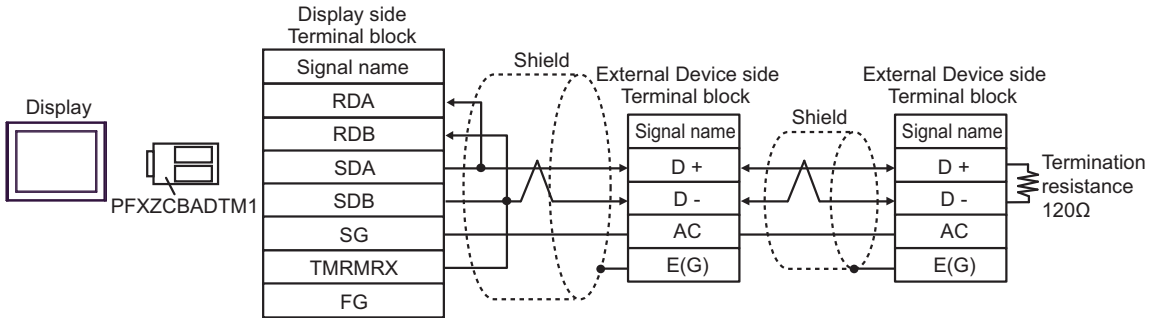 Display
PFXZCBADTM1
Display side
Terminal block
Signal name
RDA
RDB
SDA
SDB
SG
TMRMRX
FG
Shield
External Device side
Terminal block
Signal name
D +
D -
AC
E(G)
Shield
External Device side
Terminal block
Signal name
D +
D -
AC
E(G)
Termination
resistance
120Ω